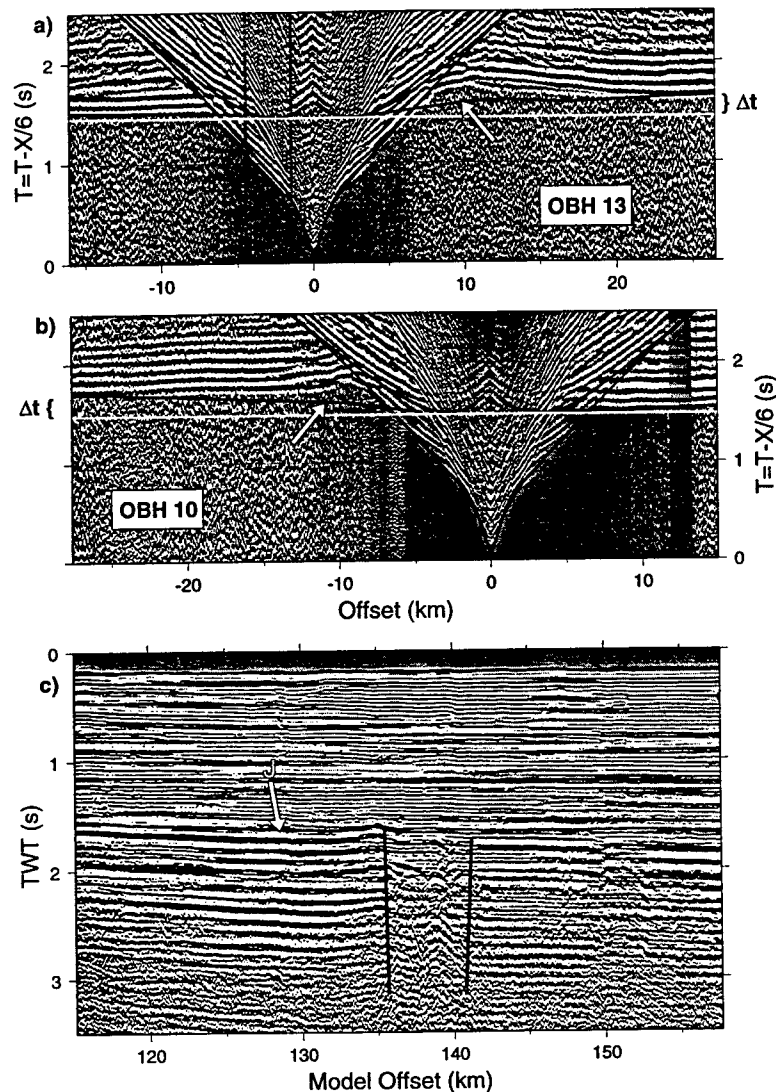 a)
2
1
0
T=T-X/6 (s)
} Δt
OBH 13
-10 0 10 20
b)
Δt {
2
1
0
T=T-X/6 (s)
OBH 10
-20 -10 0 10
Offset (km)
c)
0
1
2
3
TWT (s)
J
120 130 140 150
Model Offset (km)